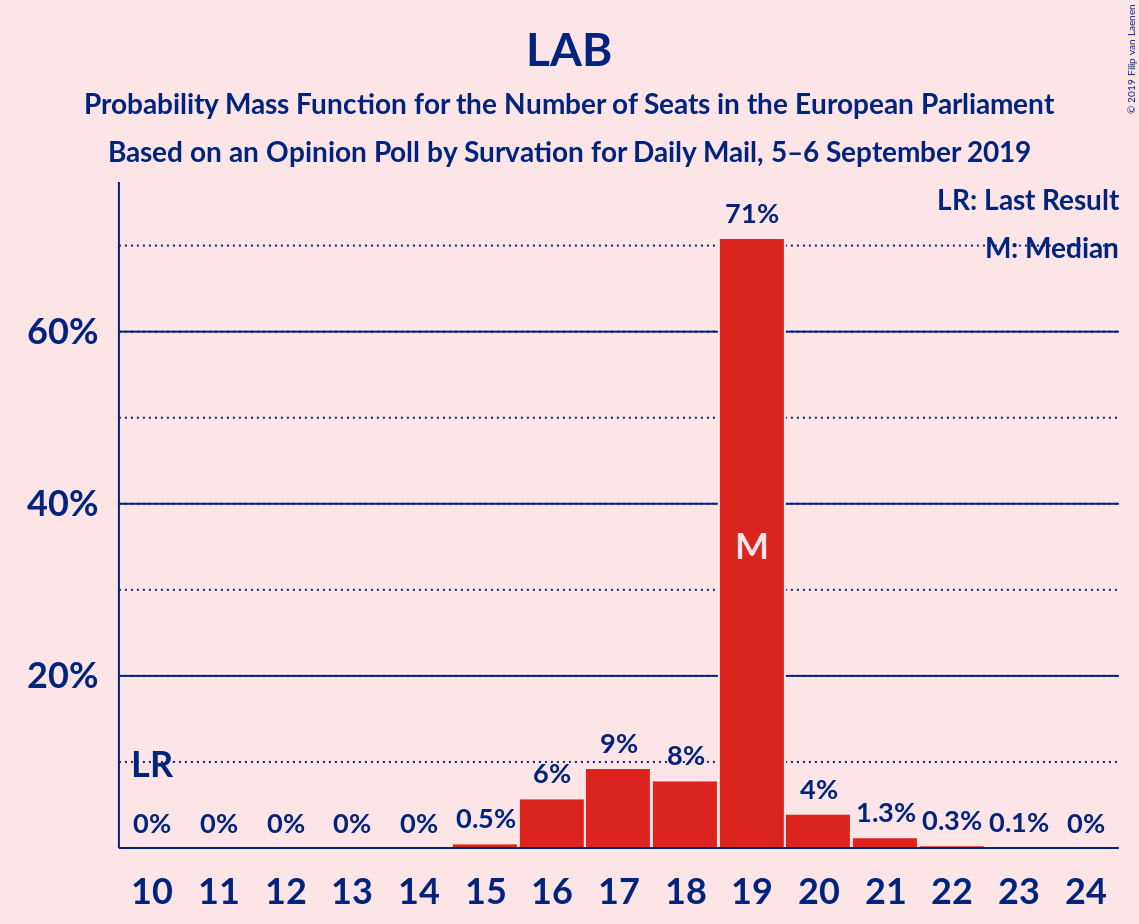 LAB
Probability Mass Function for the Number of Seats in the European Parliament
Based on an Opinion Poll by Survation for Daily Mail, 5–6 September 2019
© 2019 Filip van Laenen
LR: Last Result
M: Median
71%
60%
40%
M
20%
LR
0% 0% 0% 0% 0% 0.5% 6% 9% 8% 4% 1.3% 0.3% 0.1% 0%
10 11 12 13 14 15 16 17 18 19 20 21 22 23 24